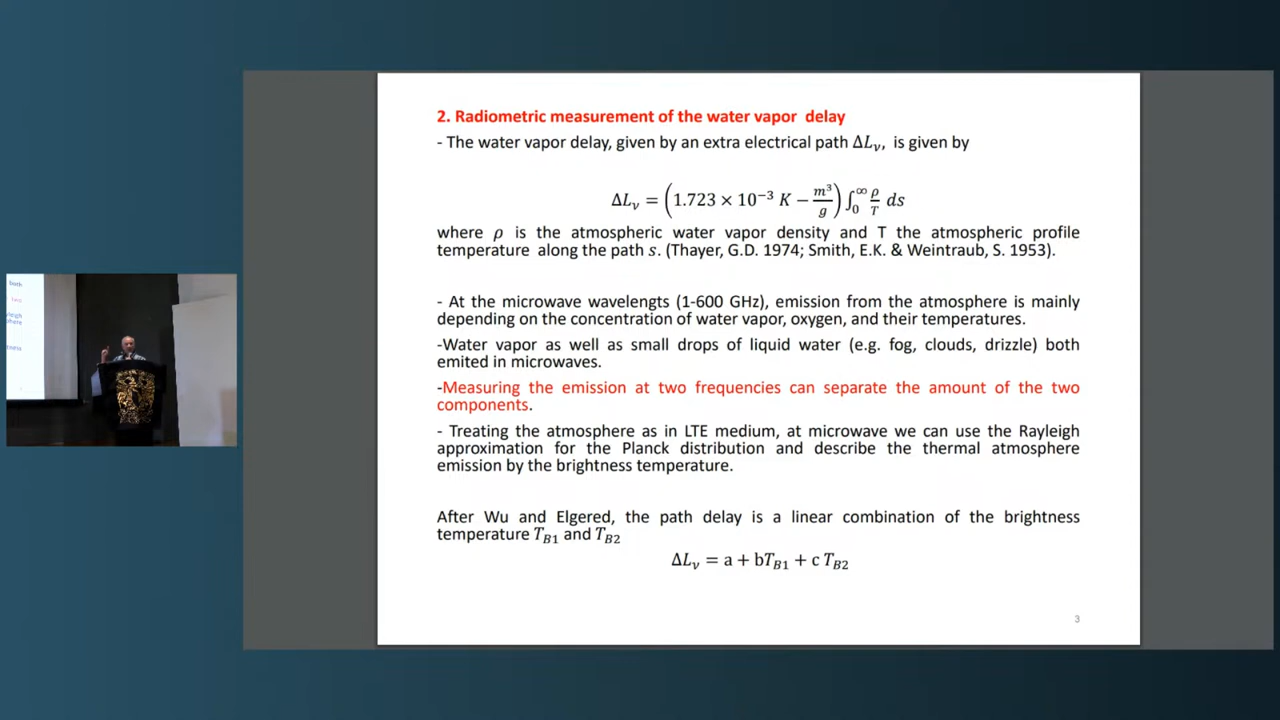 2. Radiometric measurement of the water vapor delay
- The water vapor delay, given by an extra electrical path ΔLᵥ, is given by
ΔLᵥ = (1.723 × 10⁻³ K − m³/g) ∫₀^∞ ρ/T ds
where ρ is the atmospheric water vapor density and T the atmospheric profile
temperature along the path s. (Thayer, G.D. 1974; Smith, E.K. & Weintraub, S. 1953).
- At the microwave wavelengts (1-600 GHz), emission from the atmosphere is mainly
depending on the concentration of water vapor, oxygen, and their temperatures.
-Water vapor as well as small drops of liquid water (e.g. fog, clouds, drizzle) both
emited in microwaves.
-Measuring the emission at two frequencies can separate the amount of the two
components.
- Treating the atmosphere as in LTE medium, at microwave we can use the Rayleigh
approximation for the Planck distribution and describe the thermal atmosphere
emission by the brightness temperature.
After Wu and Elgered, the path delay is a linear combination of the brightness
temperature T_B1 and T_B2
ΔLᵥ = a + bT_B1 + c T_B2
3